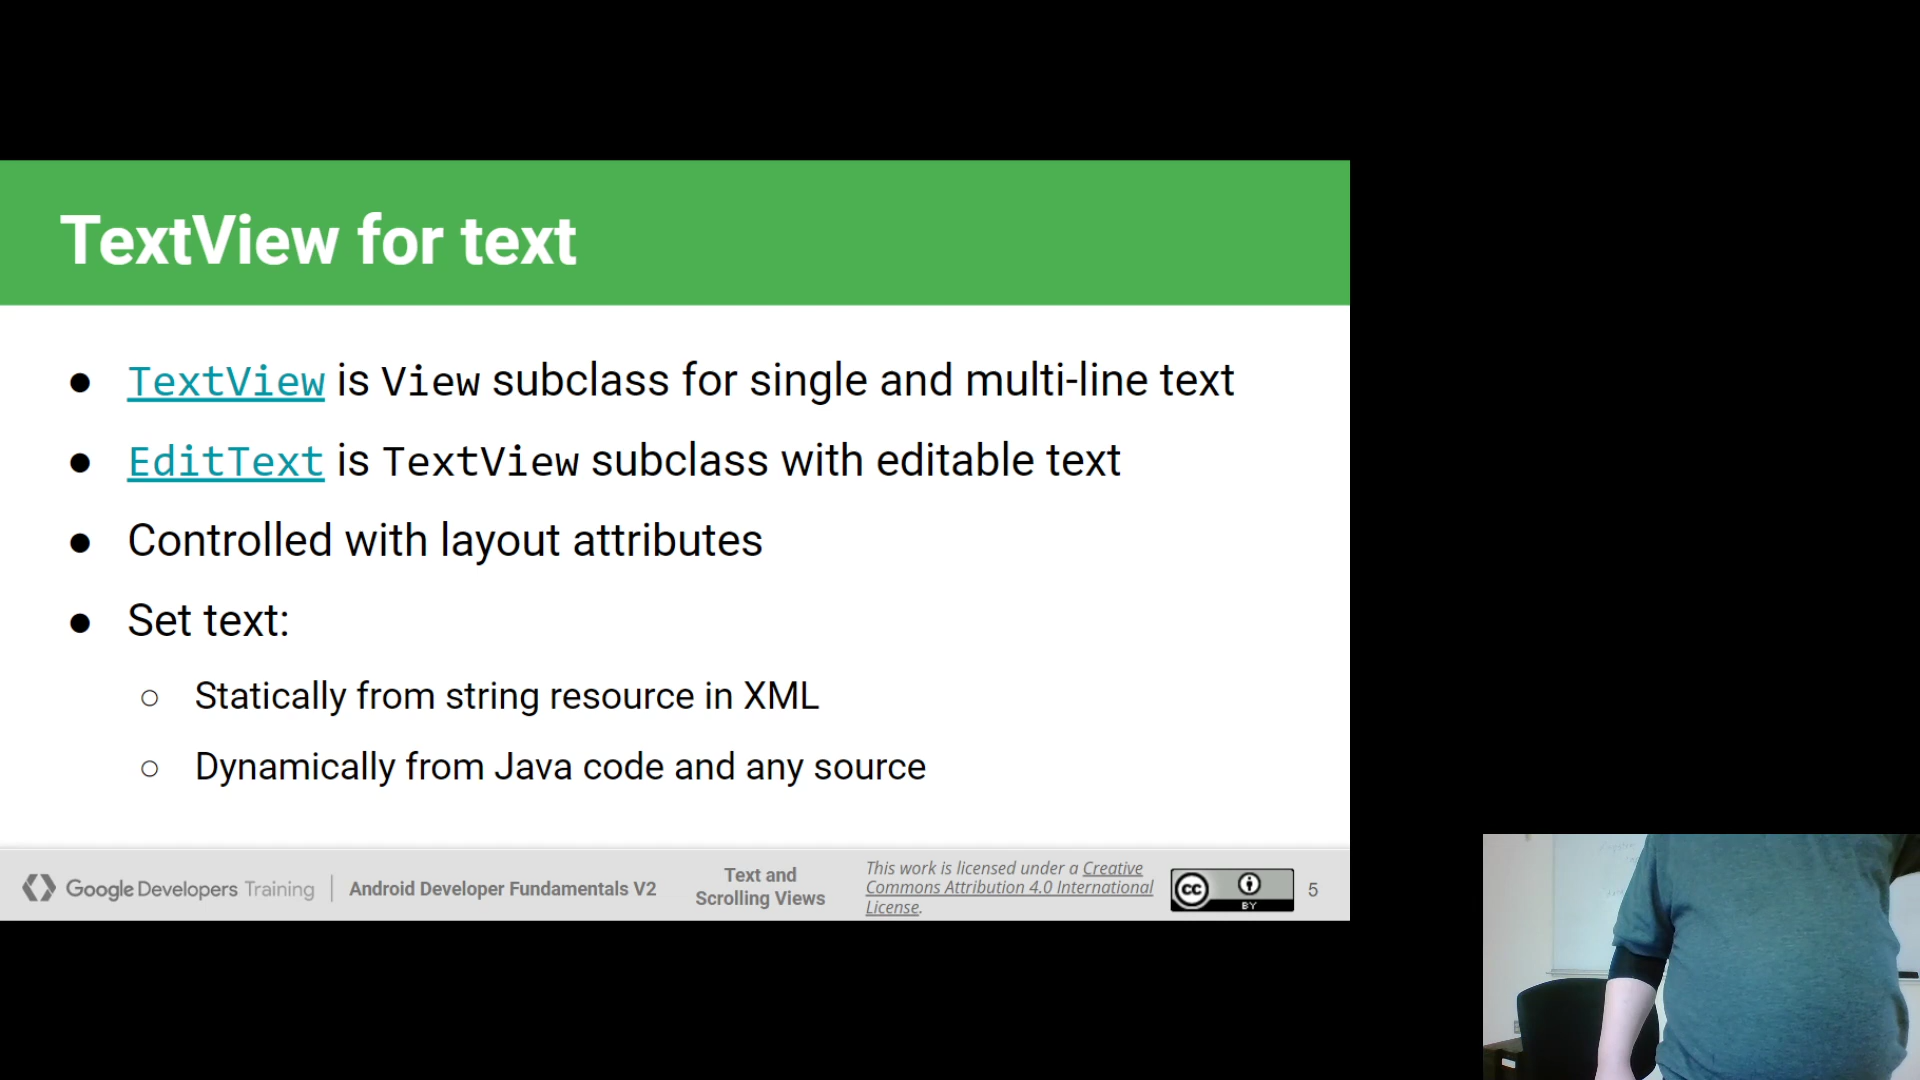 TextView for text
● TextView is View subclass for single and multi-line text
● EditText is TextView subclass with editable text
● Controlled with layout attributes
● Set text:
○ Statically from string resource in XML
○ Dynamically from Java code and any source
Google Developers Training
Android Developer Fundamentals V2
Text and
Scrolling Views
This work is licensed under a Creative
Commons Attribution 4.0 International
License.
cc
BY
5